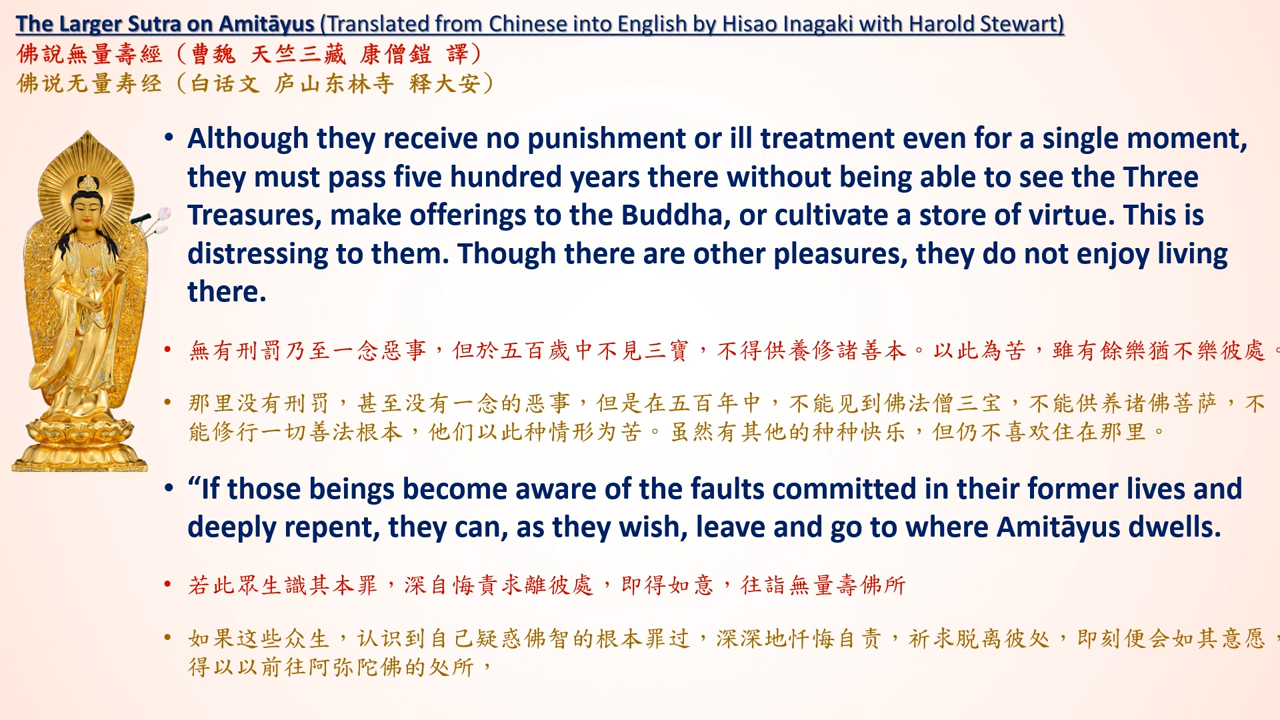 The Larger Sutra on Amitāyus (Translated from Chinese into English by Hisao Inagaki with Harold Stewart)
佛說無量壽經（曹魏 天竺三藏 康僧鎧 譯）
佛说无量寿经（白话文 庐山东林寺 释大安）
• Although they receive no punishment or ill treatment even for a single moment,
they must pass five hundred years there without being able to see the Three
Treasures, make offerings to the Buddha, or cultivate a store of virtue. This is
distressing to them. Though there are other pleasures, they do not enjoy living
there.
• 無有刑罰乃至一念惡事，但於五百歲中不見三寶，不得供養修諸善本。以此為苦，雖有餘樂猶不樂彼處。
• 那里没有刑罚，甚至没有一念的恶事，但是在五百年中，不能见到佛法僧三宝，不能供养诸佛菩萨，不
能修行一切善法根本，他们以此种情形为苦。虽然有其他的种种快乐，但仍不喜欢住在那里。
• “If those beings become aware of the faults committed in their former lives and
deeply repent, they can, as they wish, leave and go to where Amitāyus dwells.
• 若此眾生識其本罪，深自悔責求離彼處，即得如意，往詣無量壽佛所
• 如果这些众生，认识到自己疑惑佛智的根本罪过，深深地忏悔自责，祈求脱离彼处，即刻便会如其意愿，
得以以前往阿弥陀佛的处所，